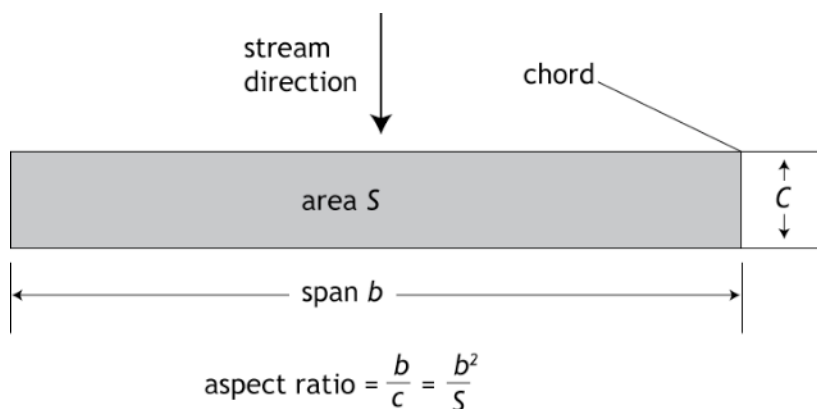 stream
direction
chord
area S
C
span b
aspect ratio = b/c = b²/S